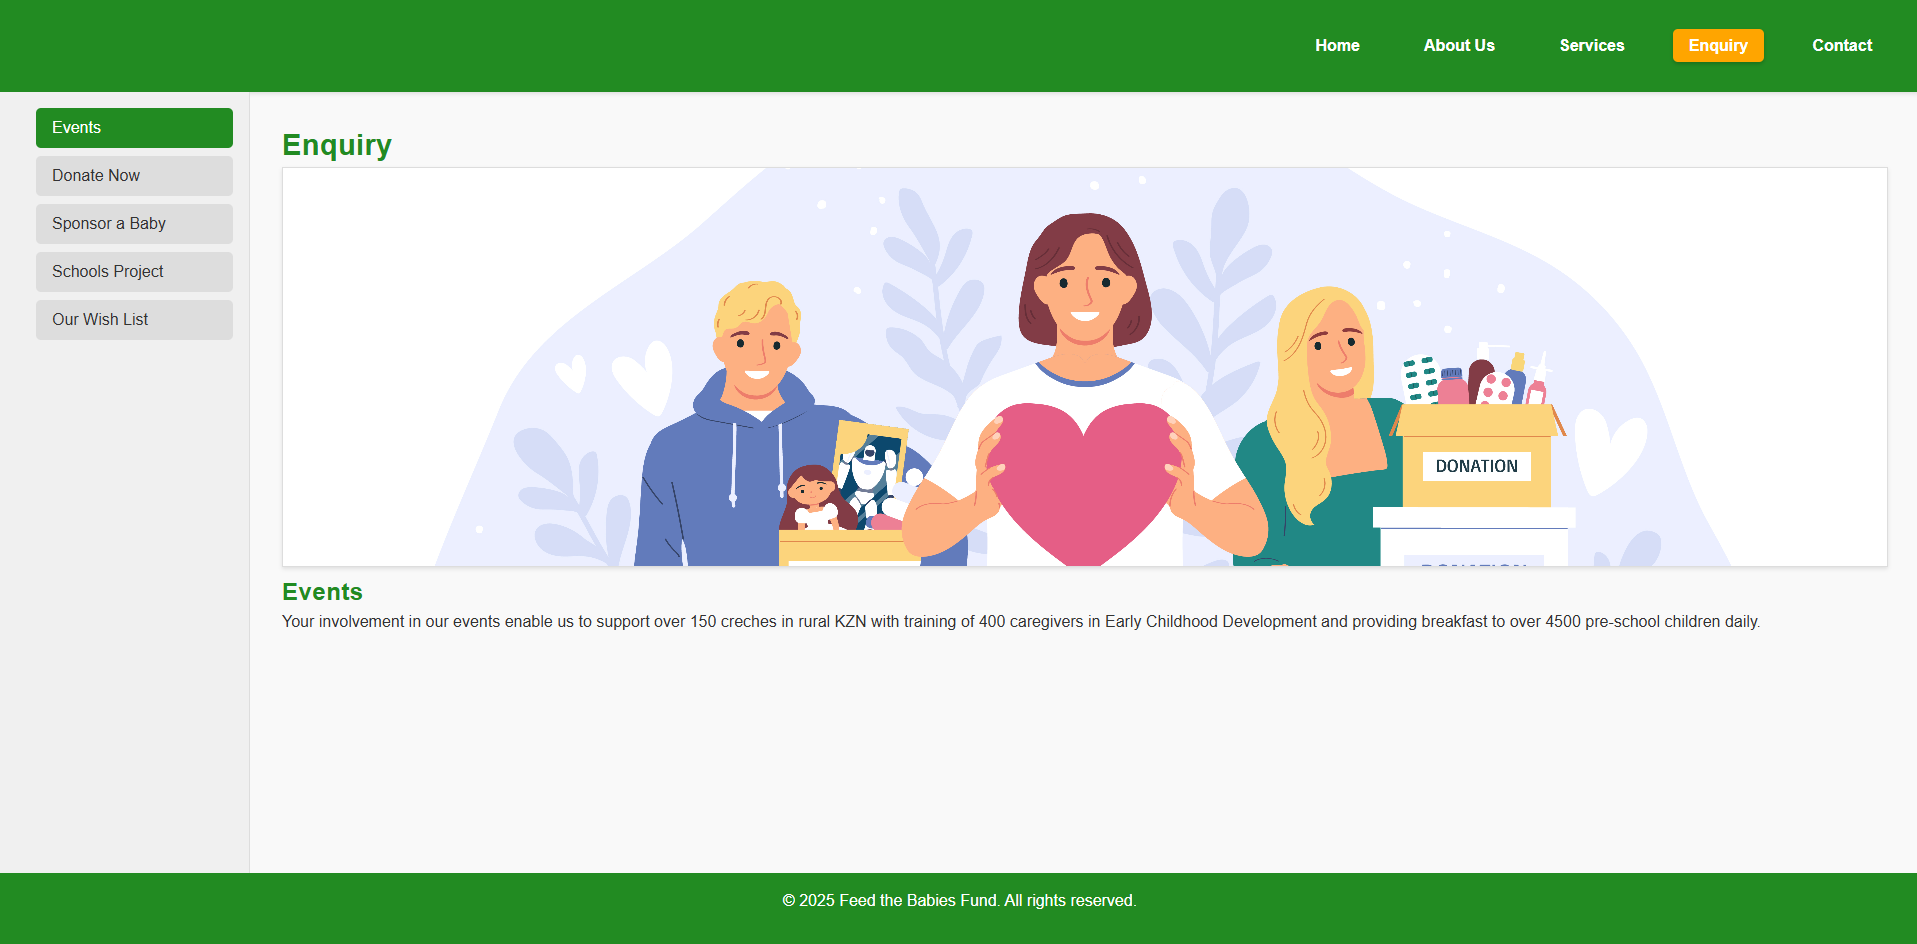 Home
About Us
Services
Enquiry
Contact
Events
Donate Now
Sponsor a Baby
Schools Project
Our Wish List
Enquiry
DONATION
DONATION
Events
Your involvement in our events enable us to support over 150 creches in rural KZN with training of 400 caregivers in Early Childhood Development and providing breakfast to over 4500 pre-school children daily.
© 2025 Feed the Babies Fund. All rights reserved.